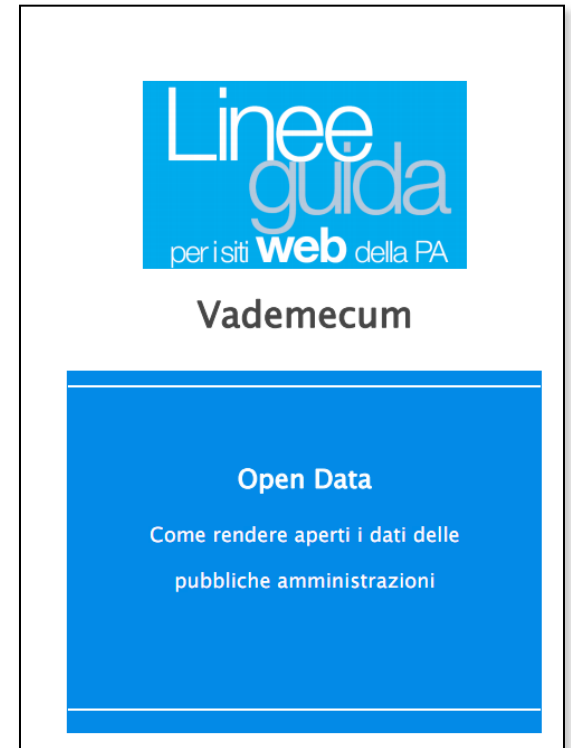 Linee
guida
per i siti web della PA
Vademecum
Open Data
Come rendere aperti i dati delle
pubbliche amministrazioni